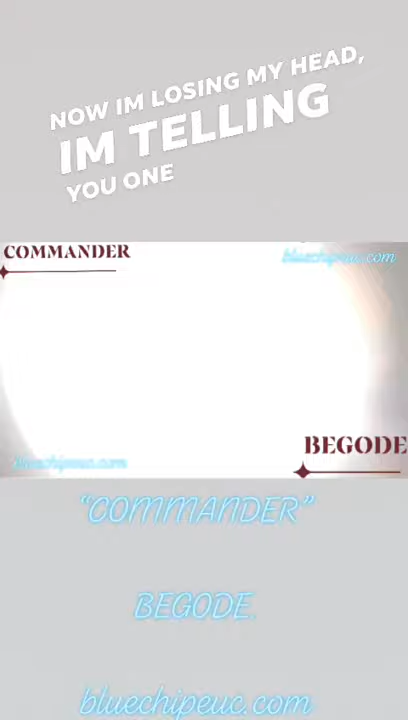 NOW IM LOSING MY HEAD,
IM TELLING
YOU ONE
COMMANDER
bluechipeuc.com
BEGODE
bluechipeuc.com
“COMMANDER”
BEGODE.
bluechipeuc.com